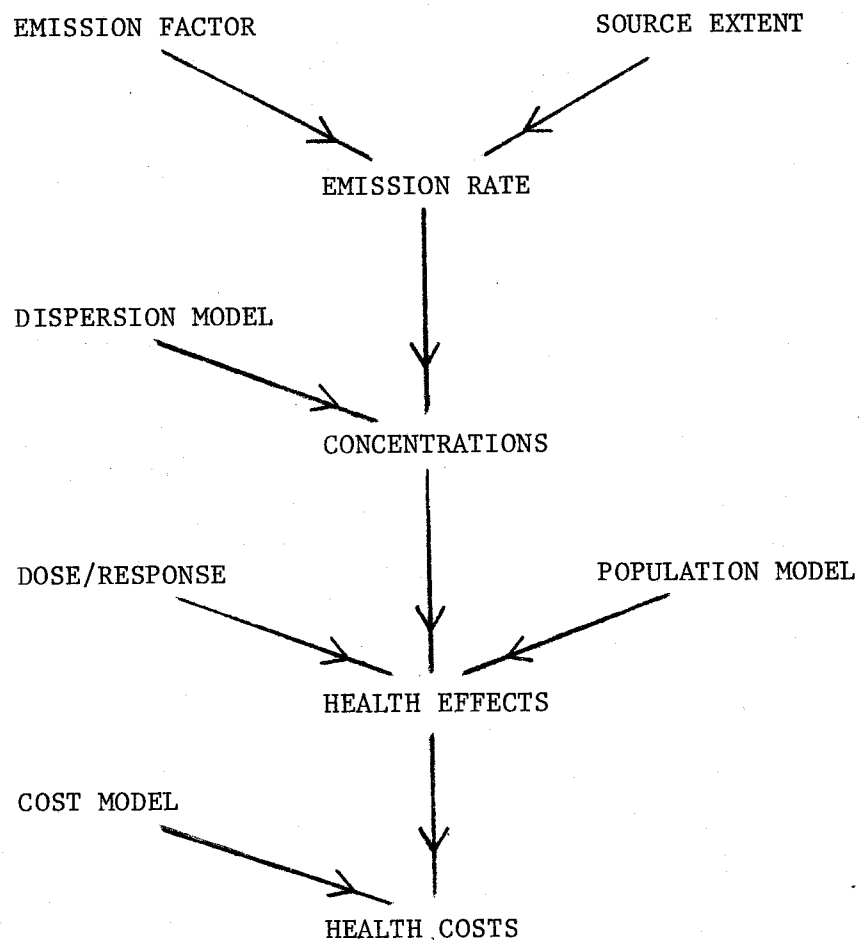 EMISSION FACTOR
SOURCE EXTENT
EMISSION RATE
DISPERSION MODEL
CONCENTRATIONS
DOSE/RESPONSE
POPULATION MODEL
HEALTH EFFECTS
COST MODEL
HEALTH COSTS